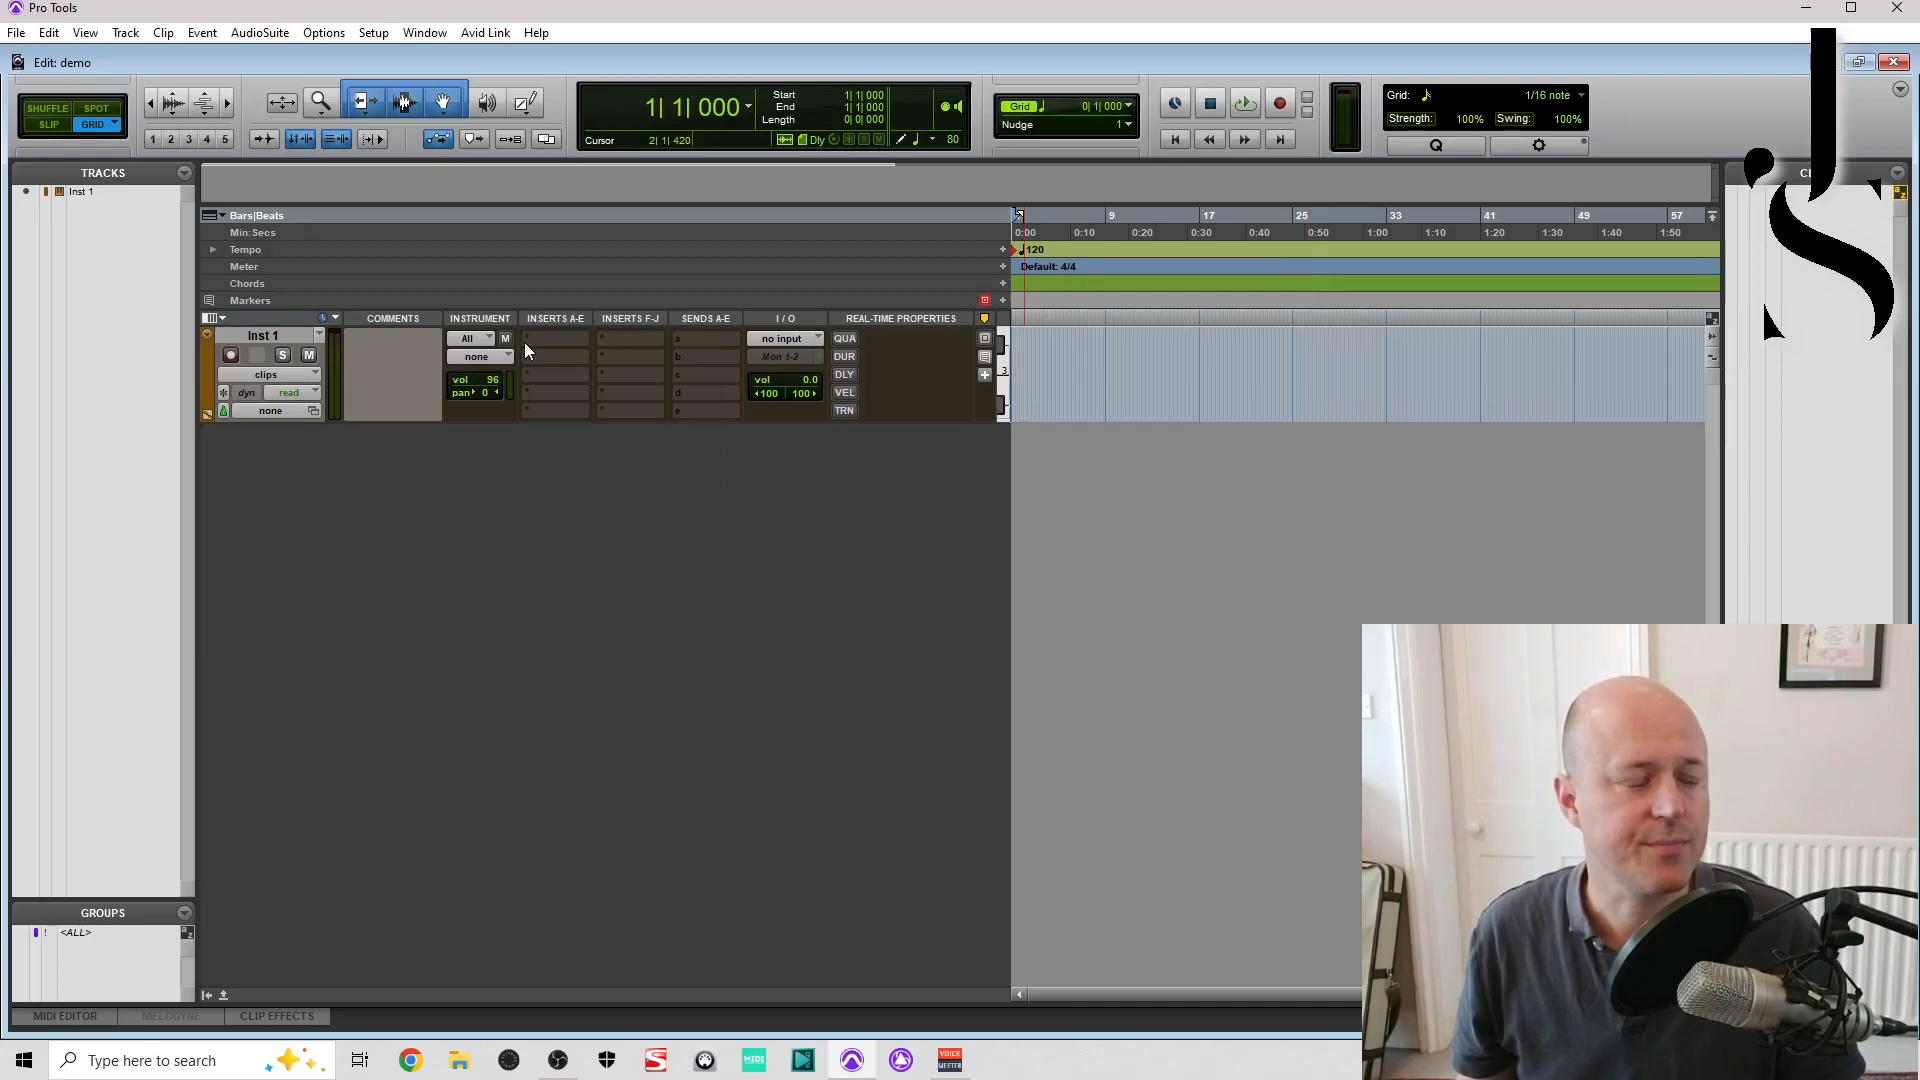 Pro Tools
File Edit View Track Clip Event AudioSuite Options Setup Window Avid Link Help
Edit: demo
SHUFFLE SPOT
SLIP GRID
1 2 3 4 5
1| 1| 000
Start 1| 1| 000
End 1| 1| 000
Length 0| 0| 000
Cursor 2| 1| 420
Dly
80
Grid 0| 1| 000
Nudge 1
Grid: 1/16 note
Strength: 100% Swing: 100%
Q
TRACKS
Inst 1
Bars|Beats
9 17 25 33 41 49 57
Min:Secs
0:00 0:10 0:20 0:30 0:40 0:50 1:00 1:10 1:20 1:30 1:40 1:50
Tempo
120
Meter
Default: 4/4
Chords
Markers
COMMENTS INSTRUMENT INSERTS A-E INSERTS F-J SENDS A-E I / O REAL-TIME PROPERTIES
Inst 1
S M
clips
dyn read
none
All M
none
vol 96
pan 0
a
b
c
d
e
no input
Mon 1-2
vol 0.0
100 100
QUA
DUR
DLY
VEL
TRN
3
GROUPS
! <ALL>
MIDI EDITOR MELODYNE CLIP EFFECTS
Type here to search
MIDI
VOICE
MEETER